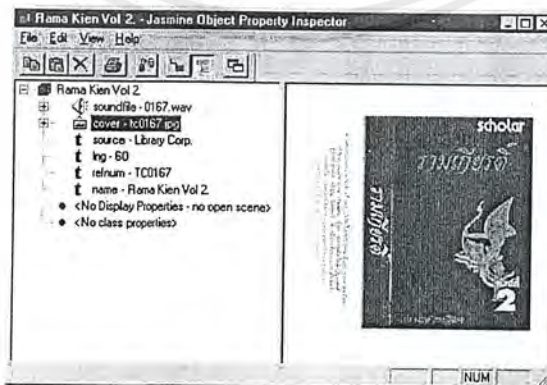 Rama Kien Vol 2. - Jasmine Object Property Inspector
File Edit View Help
Rama Kien Vol 2
soundfile - 0167.wav
cover - tc0167.jpg
source - Library Corp.
lng - 60
refnum - TC0167
name - Rama Kien Vol 2
<No Display Properties - no open scene>
<No class properties>
scholar
รามเกียรติ์
2
NUM